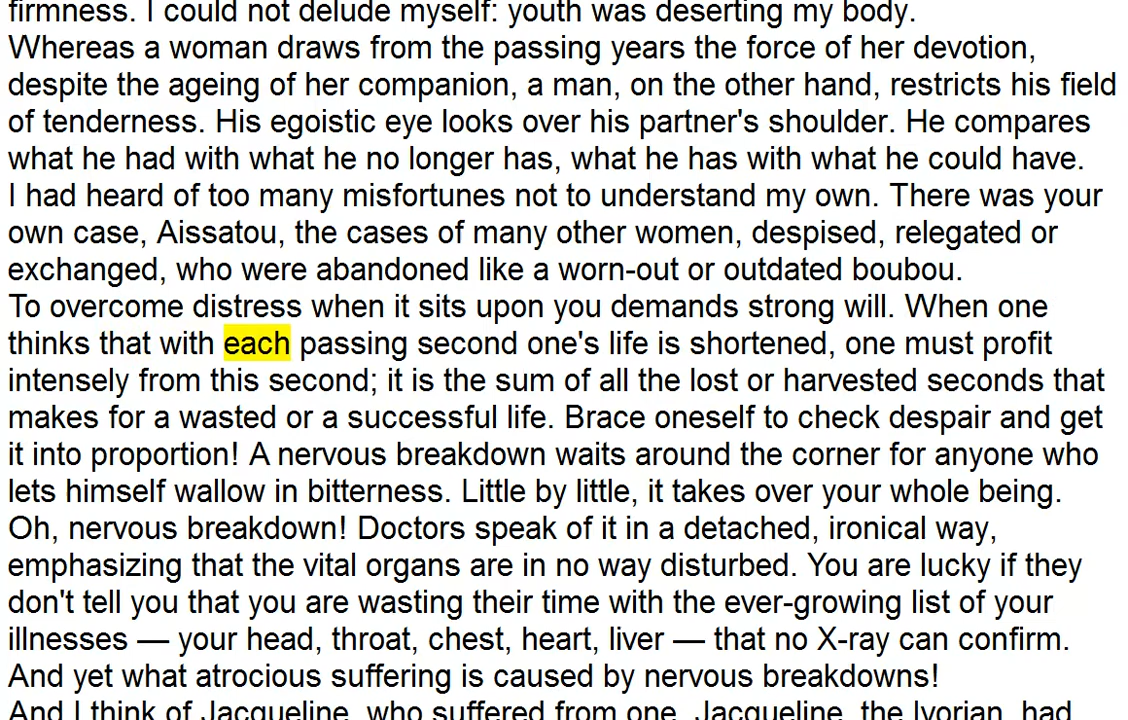 firmness. I could not delude myself: youth was deserting my body.
Whereas a woman draws from the passing years the force of her devotion,
despite the ageing of her companion, a man, on the other hand, restricts his field
of tenderness. His egoistic eye looks over his partner's shoulder. He compares
what he had with what he no longer has, what he has with what he could have.
I had heard of too many misfortunes not to understand my own. There was your
own case, Aissatou, the cases of many other women, despised, relegated or
exchanged, who were abandoned like a worn-out or outdated boubou.
To overcome distress when it sits upon you demands strong will. When one
thinks that with each passing second one's life is shortened, one must profit
intensely from this second; it is the sum of all the lost or harvested seconds that
makes for a wasted or a successful life. Brace oneself to check despair and get
it into proportion! A nervous breakdown waits around the corner for anyone who
lets himself wallow in bitterness. Little by little, it takes over your whole being.
Oh, nervous breakdown! Doctors speak of it in a detached, ironical way,
emphasizing that the vital organs are in no way disturbed. You are lucky if they
don't tell you that you are wasting their time with the ever-growing list of your
illnesses — your head, throat, chest, heart, liver — that no X-ray can confirm.
And yet what atrocious suffering is caused by nervous breakdowns!
And I think of Jacqueline, who suffered from one. Jacqueline, the Ivorian, had